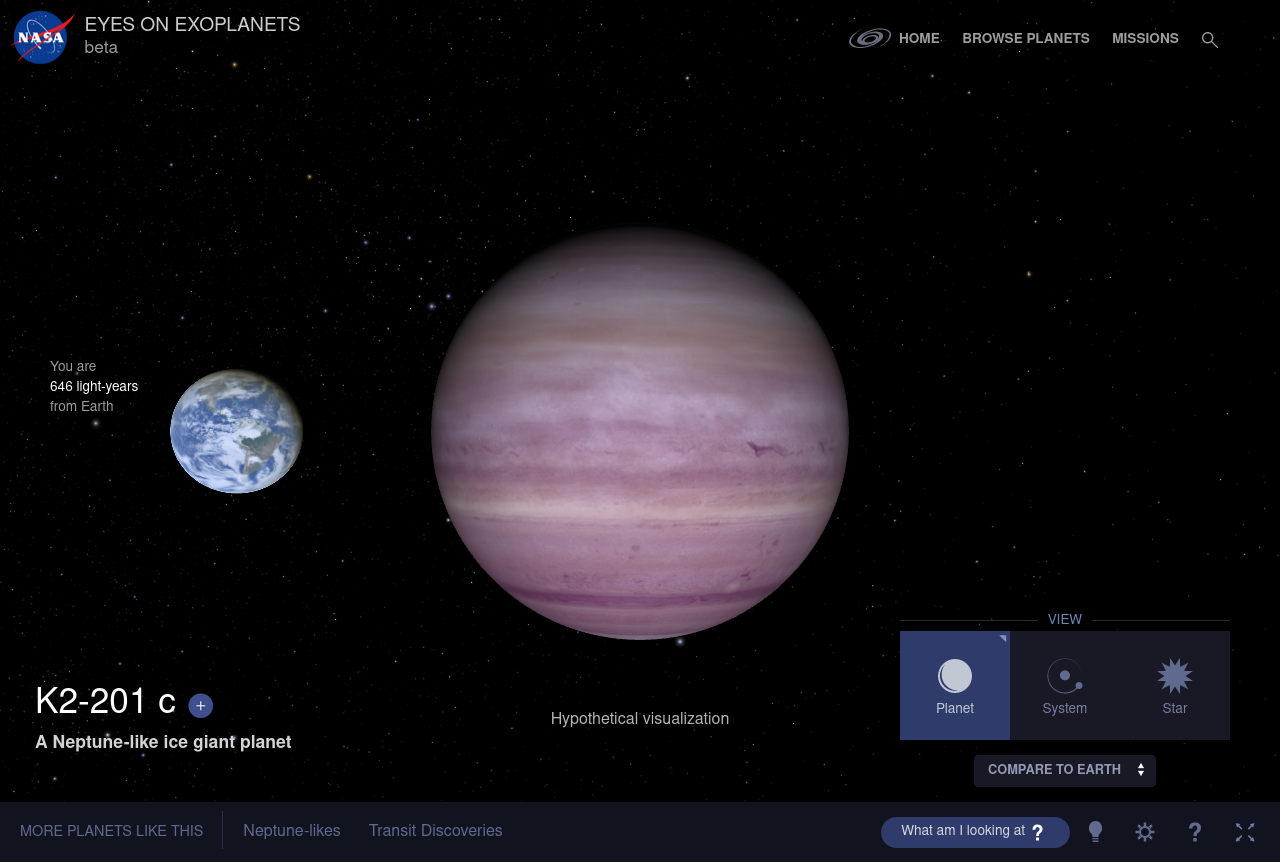 NASA
EYES ON EXOPLANETS
beta
HOME
BROWSE PLANETS
MISSIONS
You are
646 light-years
from Earth
VIEW
Planet
System
Star
K2-201 c +
A Neptune-like ice giant planet
Hypothetical visualization
COMPARE TO EARTH
MORE PLANETS LIKE THIS
Neptune-likes
Transit Discoveries
What am I looking at ?
?